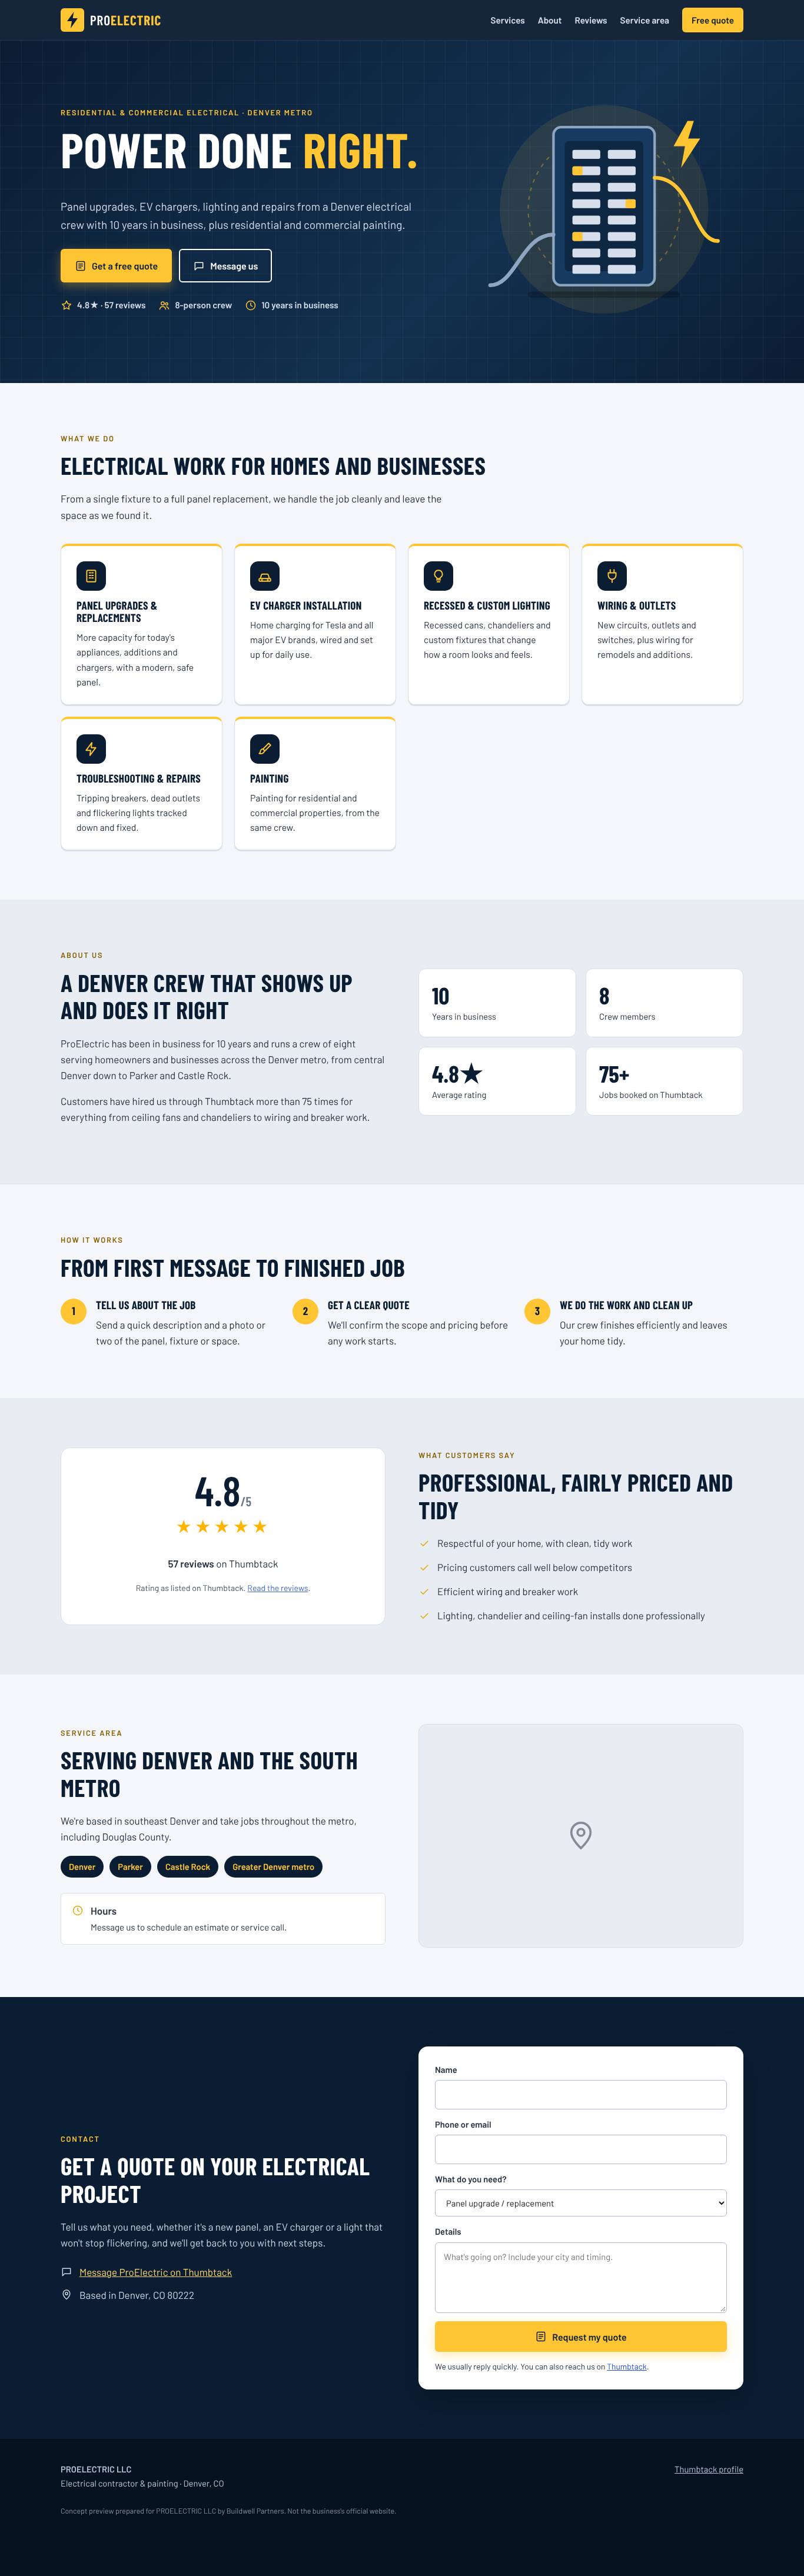 PROELECTRIC
Services
About
Reviews
Service area
Free quote
RESIDENTIAL & COMMERCIAL ELECTRICAL · DENVER METRO
POWER DONE RIGHT.
Panel upgrades, EV chargers, lighting and repairs from a Denver electrical
crew with 10 years in business, plus residential and commercial painting.
Get a free quote
Message us
4.8★ · 57 reviews
8-person crew
10 years in business
WHAT WE DO
ELECTRICAL WORK FOR HOMES AND BUSINESSES
From a single fixture to a full panel replacement, we handle the job cleanly and leave the
space as we found it.
PANEL UPGRADES &
REPLACEMENTS
More capacity for today's
appliances, additions and
chargers, with a modern, safe
panel.
EV CHARGER INSTALLATION
Home charging for Tesla and all
major EV brands, wired and set
up for daily use.
RECESSED & CUSTOM LIGHTING
Recessed cans, chandeliers and
custom fixtures that change
how a room looks and feels.
WIRING & OUTLETS
New circuits, outlets and
switches, plus wiring for
remodels and additions.
TROUBLESHOOTING & REPAIRS
Tripping breakers, dead outlets
and flickering lights tracked
down and fixed.
PAINTING
Painting for residential and
commercial properties, from the
same crew.
ABOUT US
A DENVER CREW THAT SHOWS UP
AND DOES IT RIGHT
ProElectric has been in business for 10 years and runs a crew of eight
serving homeowners and businesses across the Denver metro, from central
Denver down to Parker and Castle Rock.
Customers have hired us through Thumbtack more than 75 times for
everything from ceiling fans and chandeliers to wiring and breaker work.
10
Years in business
8
Crew members
4.8★
Average rating
75+
Jobs booked on Thumbtack
HOW IT WORKS
FROM FIRST MESSAGE TO FINISHED JOB
1
TELL US ABOUT THE JOB
Send a quick description and a photo or
two of the panel, fixture or space.
2
GET A CLEAR QUOTE
We'll confirm the scope and pricing before
any work starts.
3
WE DO THE WORK AND CLEAN UP
Our crew finishes efficiently and leaves
your home tidy.
4.8/5
★★★★★
57 reviews on Thumbtack
Rating as listed on Thumbtack. Read the reviews.
WHAT CUSTOMERS SAY
PROFESSIONAL, FAIRLY PRICED AND
TIDY
Respectful of your home, with clean, tidy work
Pricing customers call well below competitors
Efficient wiring and breaker work
Lighting, chandelier and ceiling-fan installs done professionally
SERVICE AREA
SERVING DENVER AND THE SOUTH
METRO
We're based in southeast Denver and take jobs throughout the metro,
including Douglas County.
Denver
Parker
Castle Rock
Greater Denver metro
Hours
Message us to schedule an estimate or service call.
CONTACT
GET A QUOTE ON YOUR ELECTRICAL
PROJECT
Tell us what you need, whether it's a new panel, an EV charger or a light that
won't stop flickering, and we'll get back to you with next steps.
Message ProElectric on Thumbtack
Based in Denver, CO 80222
Name
Phone or email
What do you need?
Panel upgrade / replacement
Details
What's going on? Include your city and timing.
Request my quote
We usually reply quickly. You can also reach us on Thumbtack.
PROELECTRIC LLC
Electrical contractor & painting · Denver, CO
Thumbtack profile
Concept preview prepared for PROELECTRIC LLC by Buildwell Partners. Not the business's official website.